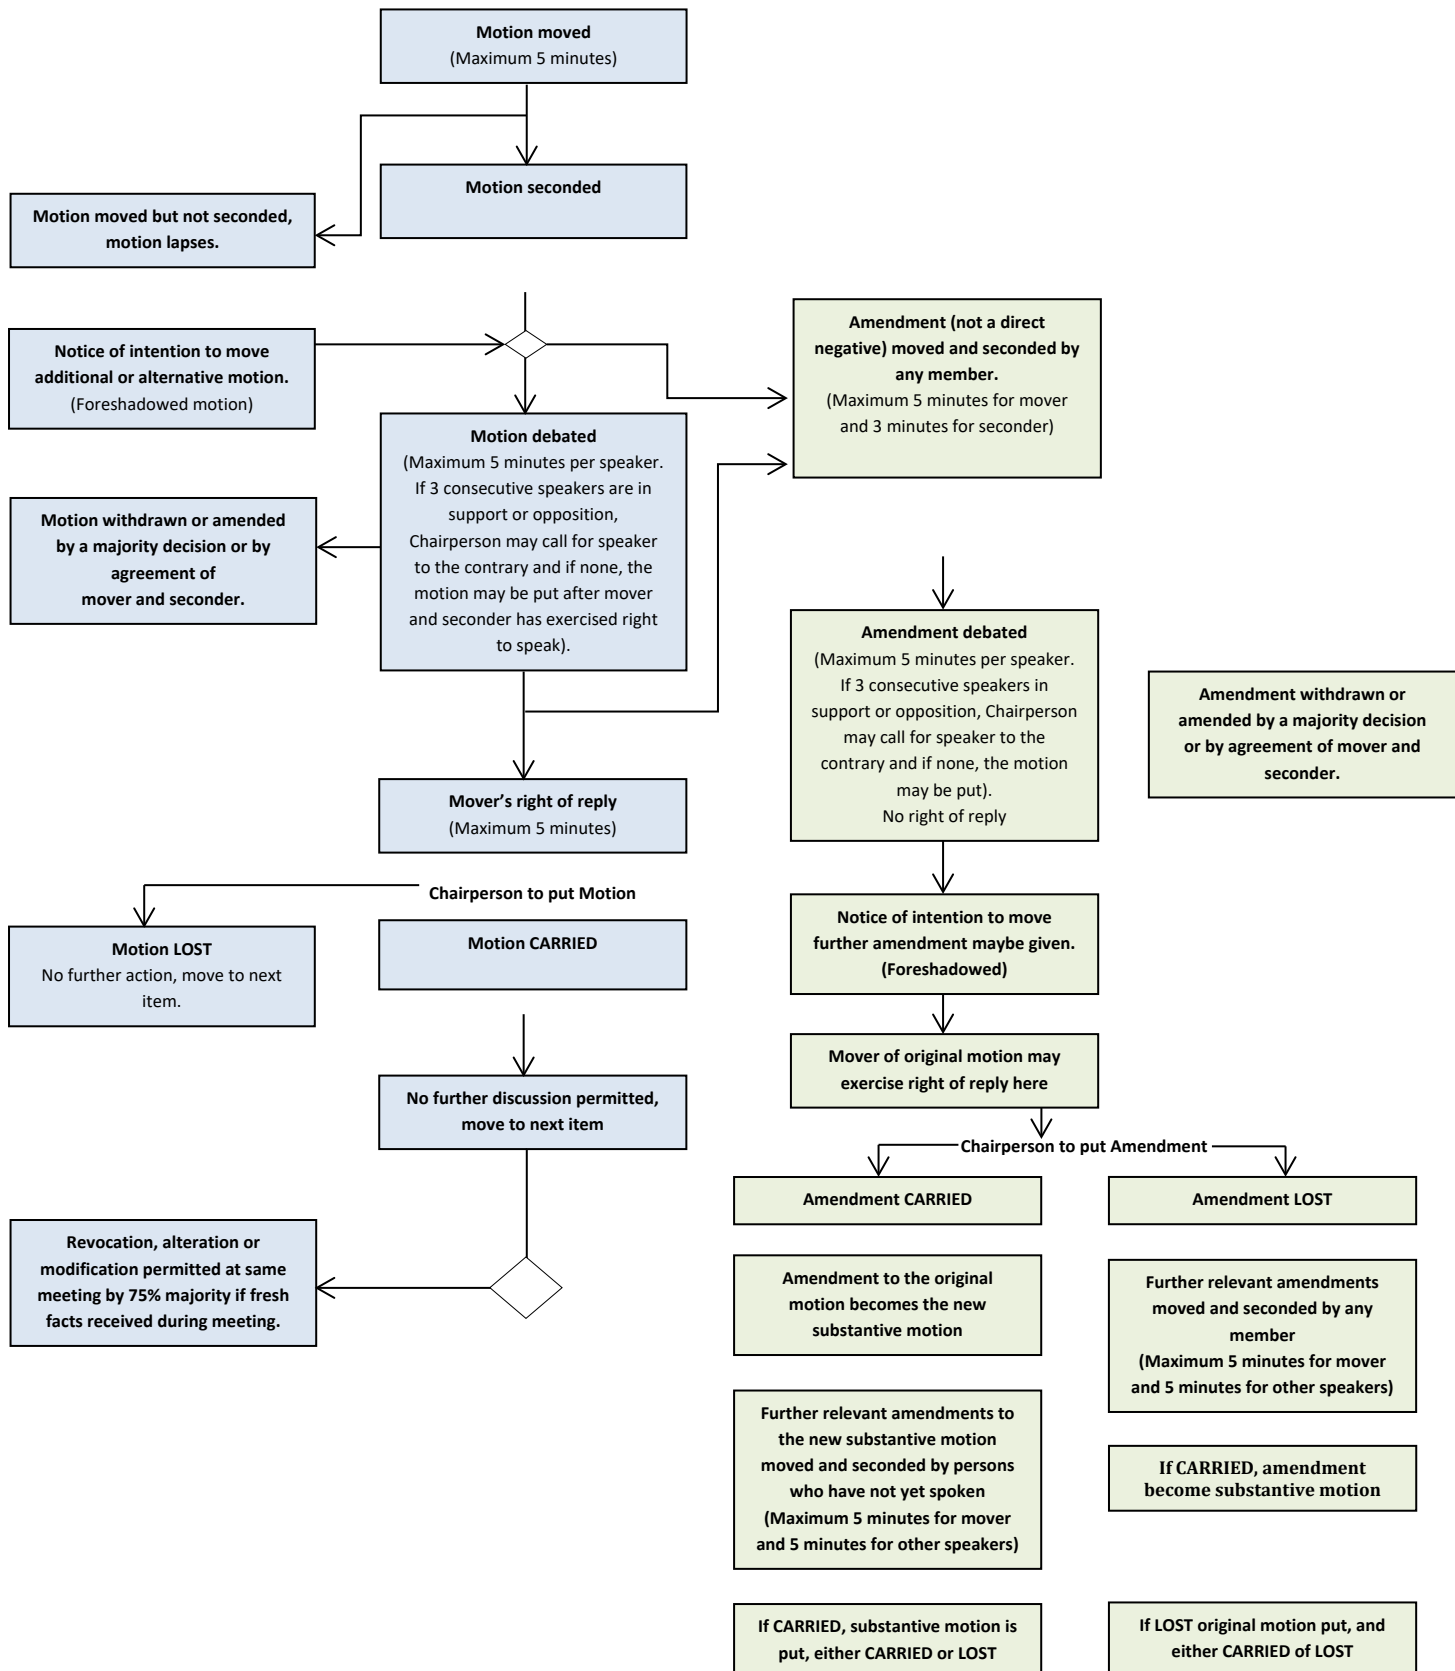 Motion moved
(Maximum 5 minutes)
Motion seconded
Motion moved but not seconded,
motion lapses.
Notice of intention to move
additional or alternative motion.
(Foreshadowed motion)
Amendment (not a direct
negative) moved and seconded by
any member.
(Maximum 5 minutes for mover
and 3 minutes for seconder)
Motion debated
(Maximum 5 minutes per speaker.
If 3 consecutive speakers are in
support or opposition,
Chairperson may call for speaker
to the contrary and if none, the
motion may be put after mover
and seconder has exercised right
to speak).
Motion withdrawn or amended
by a majority decision or by
agreement of
mover and seconder.
Amendment debated
(Maximum 5 minutes per speaker.
If 3 consecutive speakers in
support or opposition, Chairperson
may call for speaker to the
contrary and if none, the motion
may be put).
No right of reply
Amendment withdrawn or
amended by a majority decision
or by agreement of mover and
seconder.
Mover’s right of reply
(Maximum 5 minutes)
Chairperson to put Motion
Motion LOST
No further action, move to next
item.
Motion CARRIED
Notice of intention to move
further amendment maybe given.
(Foreshadowed)
Mover of original motion may
exercise right of reply here
No further discussion permitted,
move to next item
Chairperson to put Amendment
Amendment CARRIED
Amendment LOST
Revocation, alteration or
modification permitted at same
meeting by 75% majority if fresh
facts received during meeting.
Amendment to the original
motion becomes the new
substantive motion
Further relevant amendments
moved and seconded by any
member
(Maximum 5 minutes for mover
and 5 minutes for other speakers)
Further relevant amendments to
the new substantive motion
moved and seconded by persons
who have not yet spoken
(Maximum 5 minutes for mover
and 5 minutes for other speakers)
If CARRIED, amendment
become substantive motion
If CARRIED, substantive motion is
put, either CARRIED or LOST
If LOST original motion put, and
either CARRIED of LOST